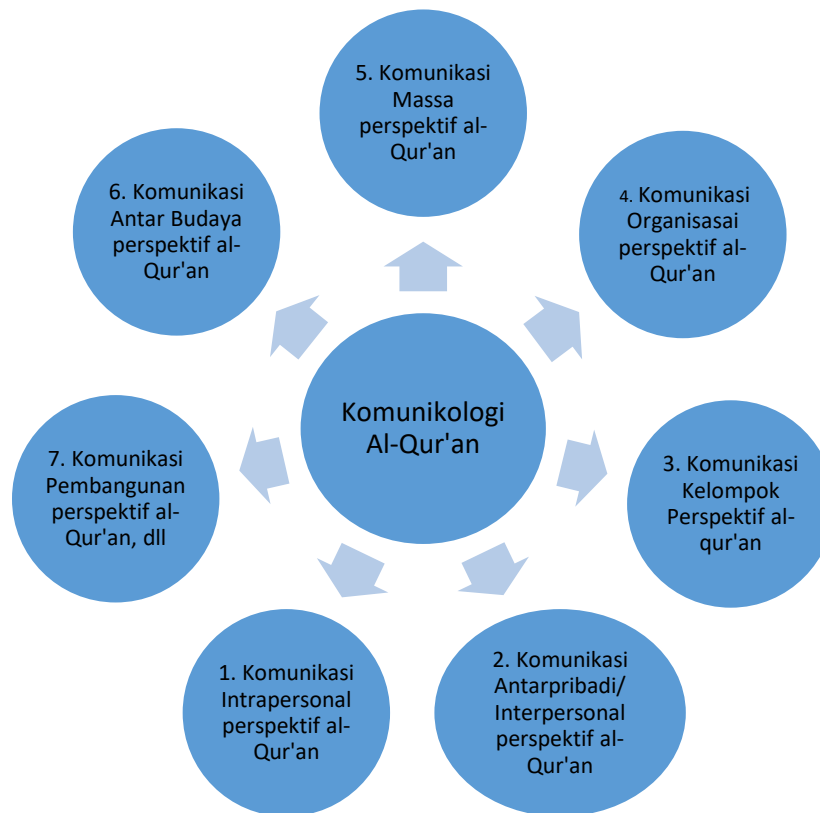 5. Komunikasi
Massa
perspektif al-
Qur'an
6. Komunikasi
Antar Budaya
perspektif al-
Qur'an
4. Komunikasi
Organisasai
perspektif al-
Qur'an
Komunikologi
Al-Qur'an
7. Komunikasi
Pembangunan
perspektif al-
Qur'an, dll
3. Komunikasi
Kelompok
Perspektif al-
qur'an
1. Komunikasi
Intrapersonal
perspektif al-
Qur'an
2. Komunikasi
Antarpribadi/
Interpersonal
perspektif al-
Qur'an